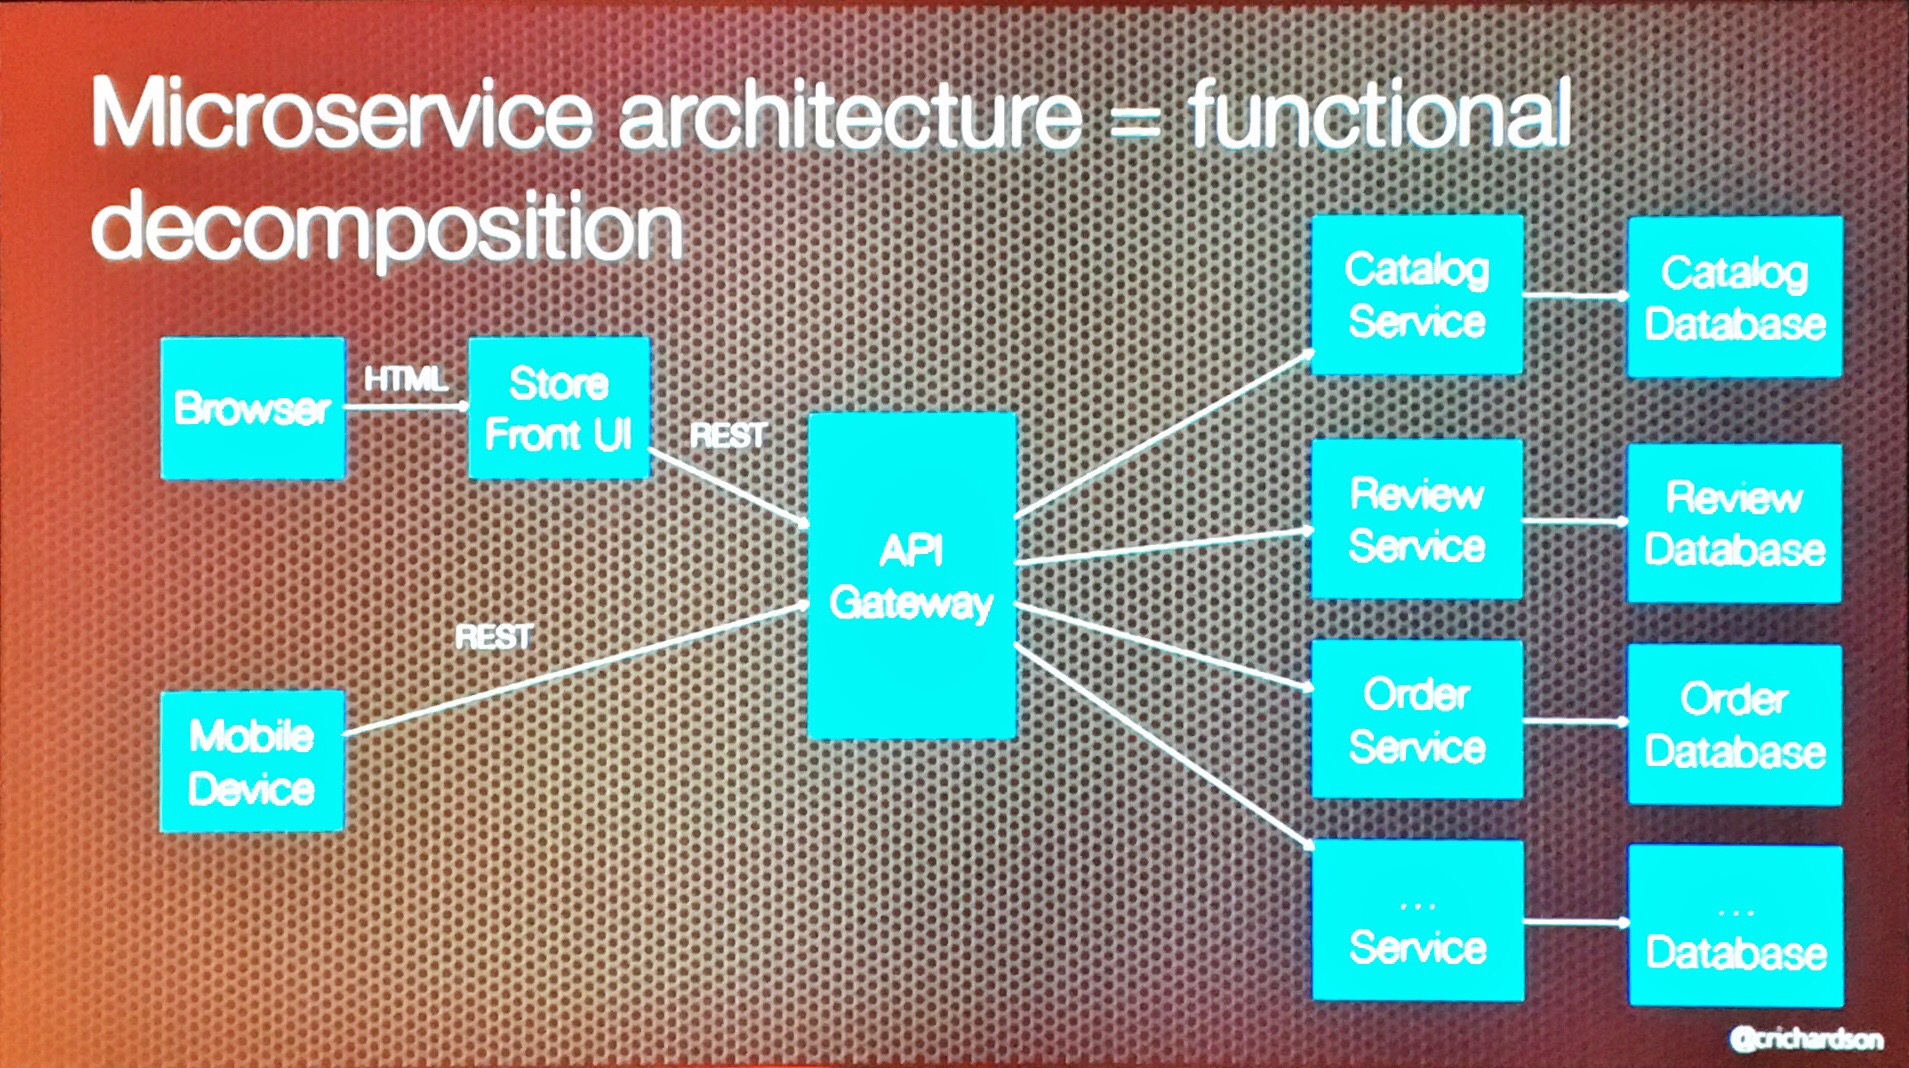 Microservice architecture = functional
decomposition
Browser
HTML
Store
Front UI
REST
Mobile
Device
REST
API
Gateway
Catalog
Service
Catalog
Database
Review
Service
Review
Database
Order
Service
Order
Database
...
Service
...
Database
@crichardson